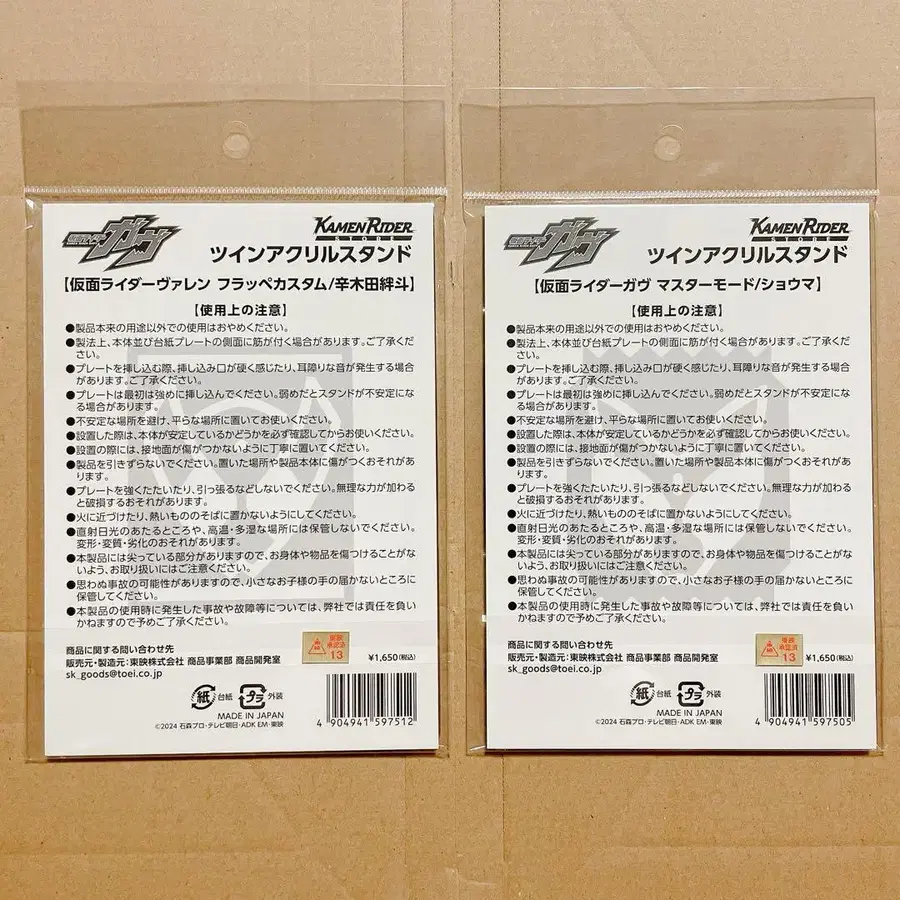 仮面ライダー ガヴ
KAMEN RIDER
STORE
ツインアクリルスタンド
【仮面ライダーヴァレン フラッペカスタム/辛木田絆斗】
【使用上の注意】
●製品本来の用途以外での使用はおやめください。
●製法上、本体並び台紙プレートの側面に筋が付く場合があります。ご了承くだ
さい。
●プレートを挿し込む際、挿し込み口が硬く感じたり、耳障りな音が発生する場合
があります。ご了承ください。
●プレートは最初は強めに挿し込んでください。弱めだとスタンドが不安定にな
る場合があります。
●不安定な場所を避け、平らな場所に置いてお使いください。
●設置した際は、本体が安定しているかどうかを必ず確認してからお使いください。
●設置の際には、接地面が傷がつかないように丁寧に置いてください。
●製品を引きずらないでください。置いた場所や製品本体に傷がつくおそれがあ
ります。
●プレートを強くたたいたり、引っ張るなどしないでください。無理な力が加わる
と破損するおそれがあります。
●火に近づけたり、熱いもののそばに置かないようにしてください。
●直射日光のあたるところや、高温・多湿な場所には保管しないでください。
変形・変質・劣化のおそれがあります。
●本製品には尖っている部分がありますので、お身体や物品を傷つけることがな
いよう、お取り扱いにはご注意ください。
●思わぬ事故の可能性がありますので、小さなお子様の手の届かないところに
保管してください。
●本製品の使用時に発生した事故や故障等については、弊社では責任を負い
かねますので予めご了承ください。
商品に関する問い合わせ先
販売元・製造元：東映株式会社 商品事業部 商品開発室
sk_goods@toei.co.jp
東映
承認済
13
¥1,650(税込)
紙 台紙 プラ 外装
MADE IN JAPAN
©2024 石森プロ・テレビ朝日・ADK EM・東映
4 904941 597512
仮面ライダー ガヴ
KAMEN RIDER
STORE
ツインアクリルスタンド
【仮面ライダーガヴ マスターモード/ショウマ】
【使用上の注意】
●製品本来の用途以外での使用はおやめください。
●製法上、本体並び台紙プレートの側面に筋が付く場合があります。ご了承くだ
さい。
●プレートを挿し込む際、挿し込み口が硬く感じたり、耳障りな音が発生する場合
があります。ご了承ください。
●プレートは最初は強めに挿し込んでください。弱めだとスタンドが不安定にな
る場合があります。
●不安定な場所を避け、平らな場所に置いてお使いください。
●設置した際は、本体が安定しているかどうかを必ず確認してからお使いください。
●設置の際には、接地面が傷がつかないように丁寧に置いてください。
●製品を引きずらないでください。置いた場所や製品本体に傷がつくおそれがあ
ります。
●プレートを強くたたいたり、引っ張るなどしないでください。無理な力が加わる
と破損するおそれがあります。
●火に近づけたり、熱いもののそばに置かないようにしてください。
●直射日光のあたるところや、高温・多湿な場所には保管しないでください。
変形・変質・劣化のおそれがあります。
●本製品には尖っている部分がありますので、お身体や物品を傷つけることがな
いよう、お取り扱いにはご注意ください。
●思わぬ事故の可能性がありますので、小さなお子様の手の届かないところに
保管してください。
●本製品の使用時に発生した事故や故障等については、弊社では責任を負い
かねますので予めご了承ください。
商品に関する問い合わせ先
販売元・製造元：東映株式会社 商品事業部 商品開発室
sk_goods@toei.co.jp
東映
承認済
13
¥1,650(税込)
紙 台紙 プラ 外装
MADE IN JAPAN
©2024 石森プロ・テレビ朝日・ADK EM・東映
4 904941 597505